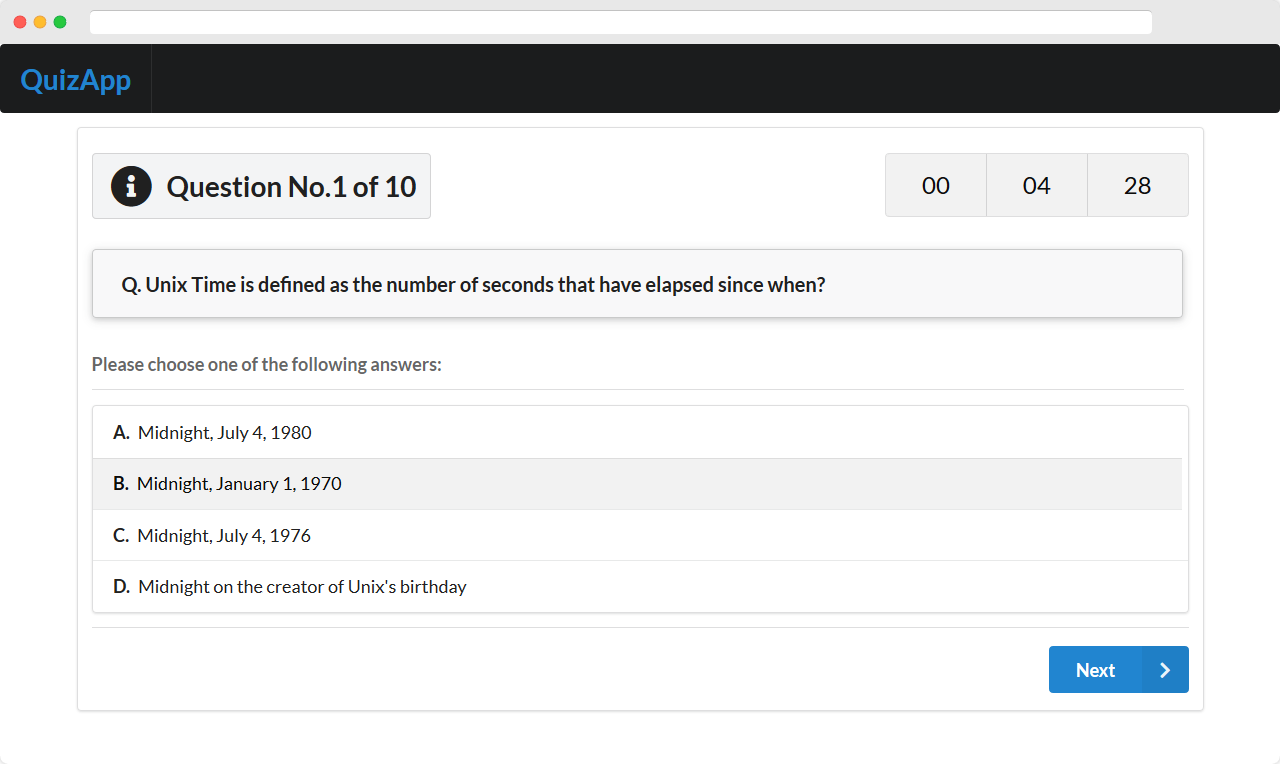 QuizApp
Question No.1 of 10
00 04 28
Q. Unix Time is defined as the number of seconds that have elapsed since when?
Please choose one of the following answers:
A. Midnight, July 4, 1980
B. Midnight, January 1, 1970
C. Midnight, July 4, 1976
D. Midnight on the creator of Unix's birthday
Next